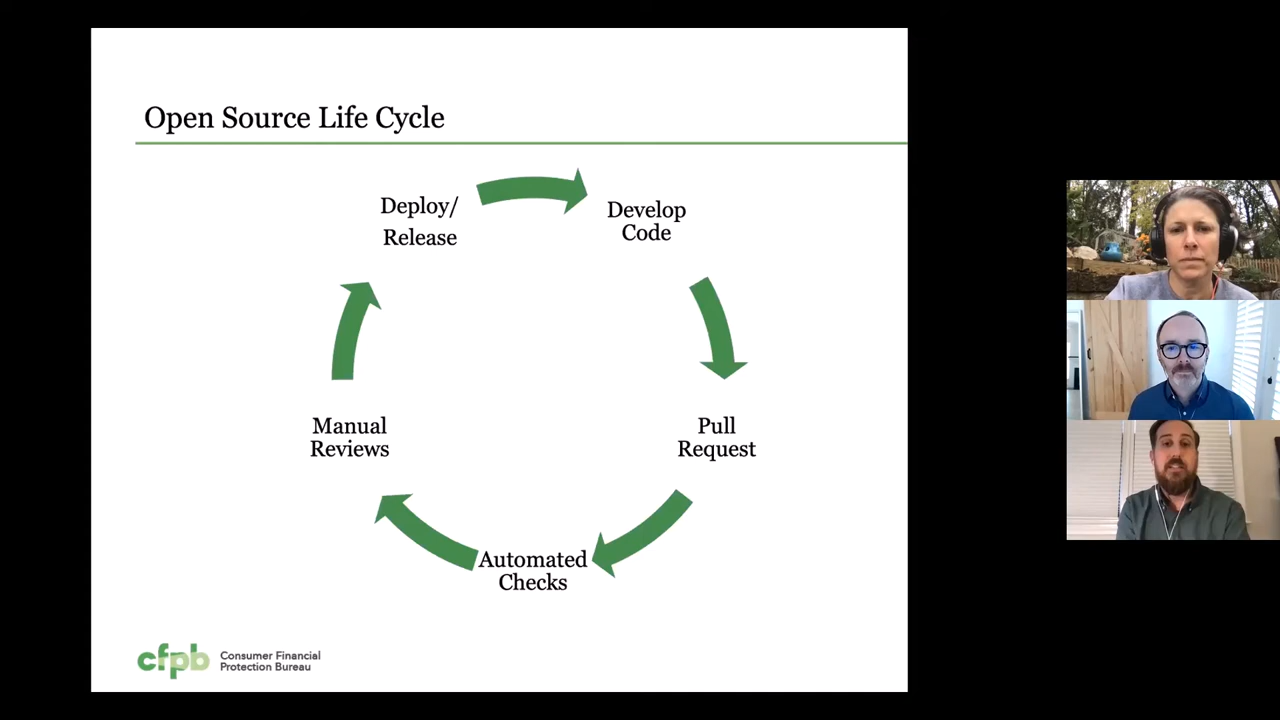 Open Source Life Cycle
Deploy/
Release
Develop
Code
Manual
Reviews
Pull
Request
Automated
Checks
cfpb
Consumer Financial
Protection Bureau